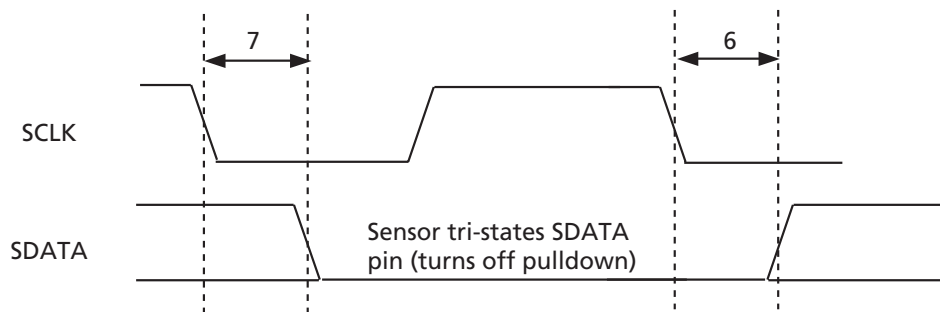 7
6
SCLK
SDATA
Sensor tri-states SDATA
pin (turns off pulldown)